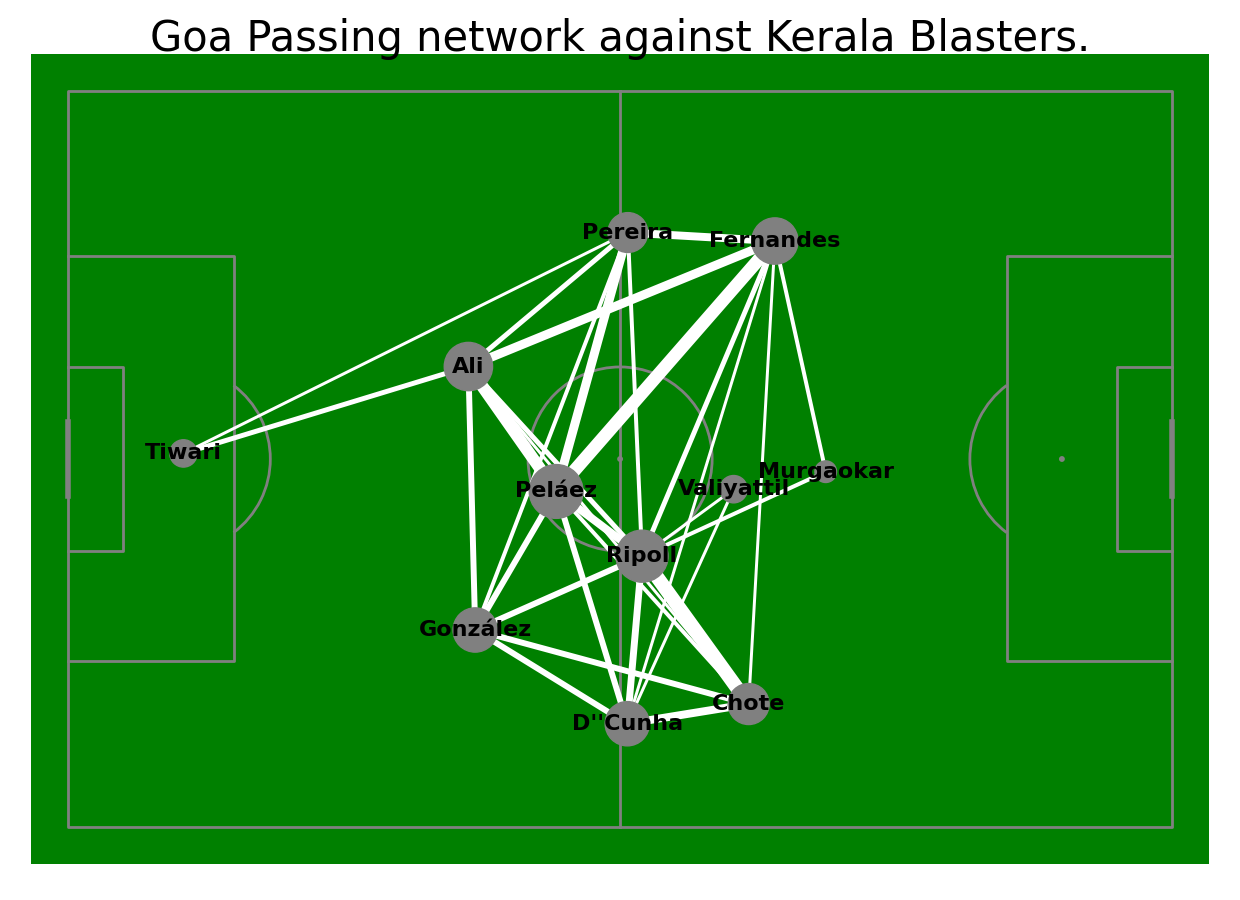 Goa Passing network against Kerala Blasters.
Pereira
Fernandes
Ali
Tiwari
Murgaokar
Peláez
Valiyattil
Ripoll
González
Chote
D''Cunha